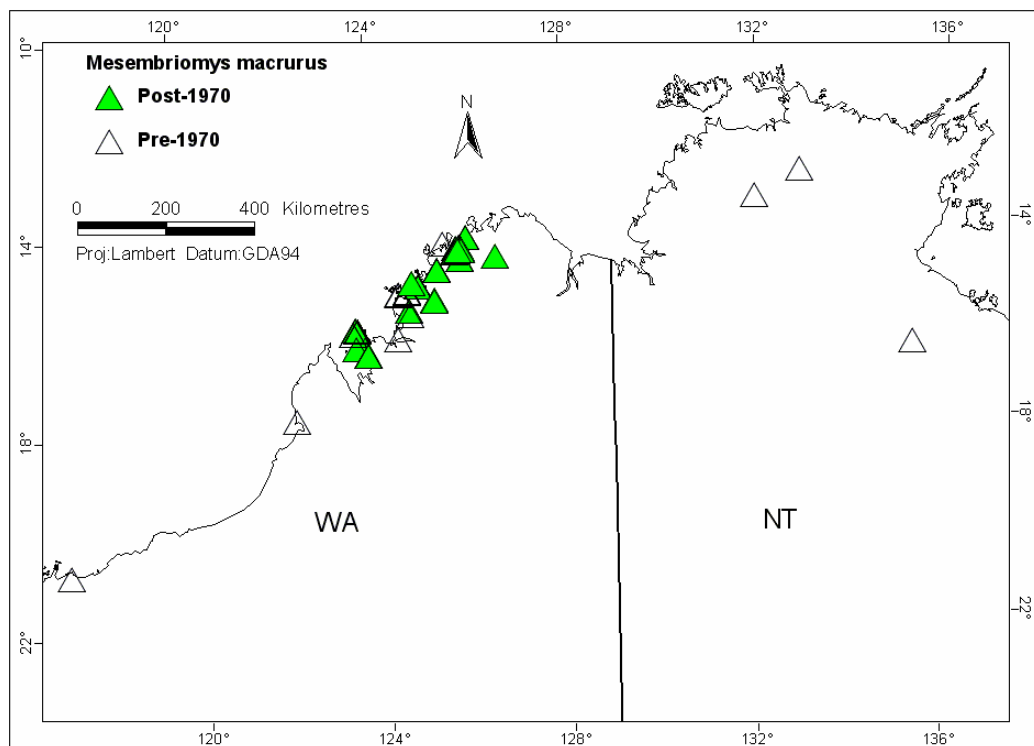 120° 124° 128° 132° 136°
10°
Mesembriomys macrurus
Post-1970
Pre-1970
N
0 200 400 Kilometres
Proj:Lambert Datum:GDA94
14°
14°
18°
18°
WA
NT
22°
22°
120° 124° 128° 132° 136°